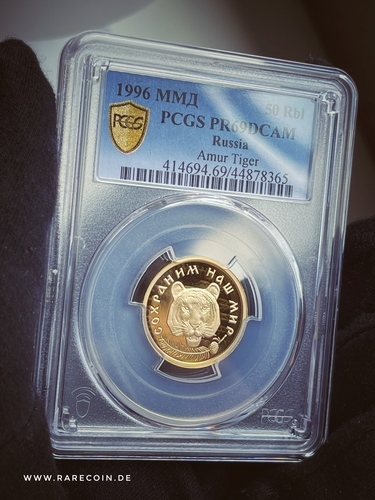 1996 ММД 50 Rbl
PCGS PCGS PR69DCAM
Russia
Amur Tiger
414694.69/44878365
СОХРАНИМ НАШ МИР
PCGS
WWW.RARECOIN.DE